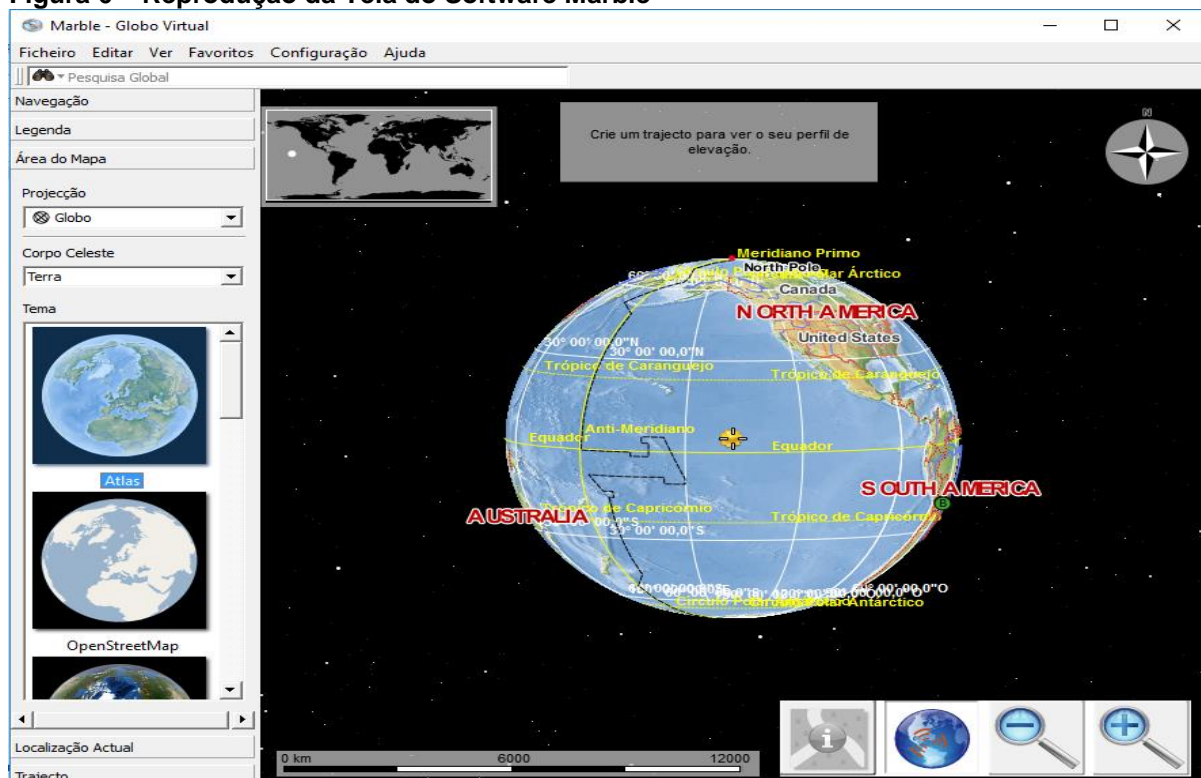 Figura 6 – Reprodução da Tela do Software Marble
Marble - Globo Virtual
Ficheiro Editar Ver Favoritos Configuração Ajuda
Pesquisa Global
Navegação
Legenda
Área do Mapa
Projecção
Globo
Corpo Celeste
Terra
Tema
Atlas
OpenStreetMap
Localização Actual
Trajecto
Crie um trajecto para ver o seu perfil de
elevação.
N
Meridiano Primo
North Pole
Polar Árctico
Canada
NORTH AMERICA
United States
30° 00' 00,0"N
30° 00' 00,0"N
Trópico de Caranguejo
Trópico de Caranguejo
Anti-Meridiano
Equador
Equador
SOUTH AMERICA
B
AUSTRALIA
Trópico de Capricórnio
Trópico de Capricórnio
30° 00' 00,0"S
Antárctico
0 km 6000 12000